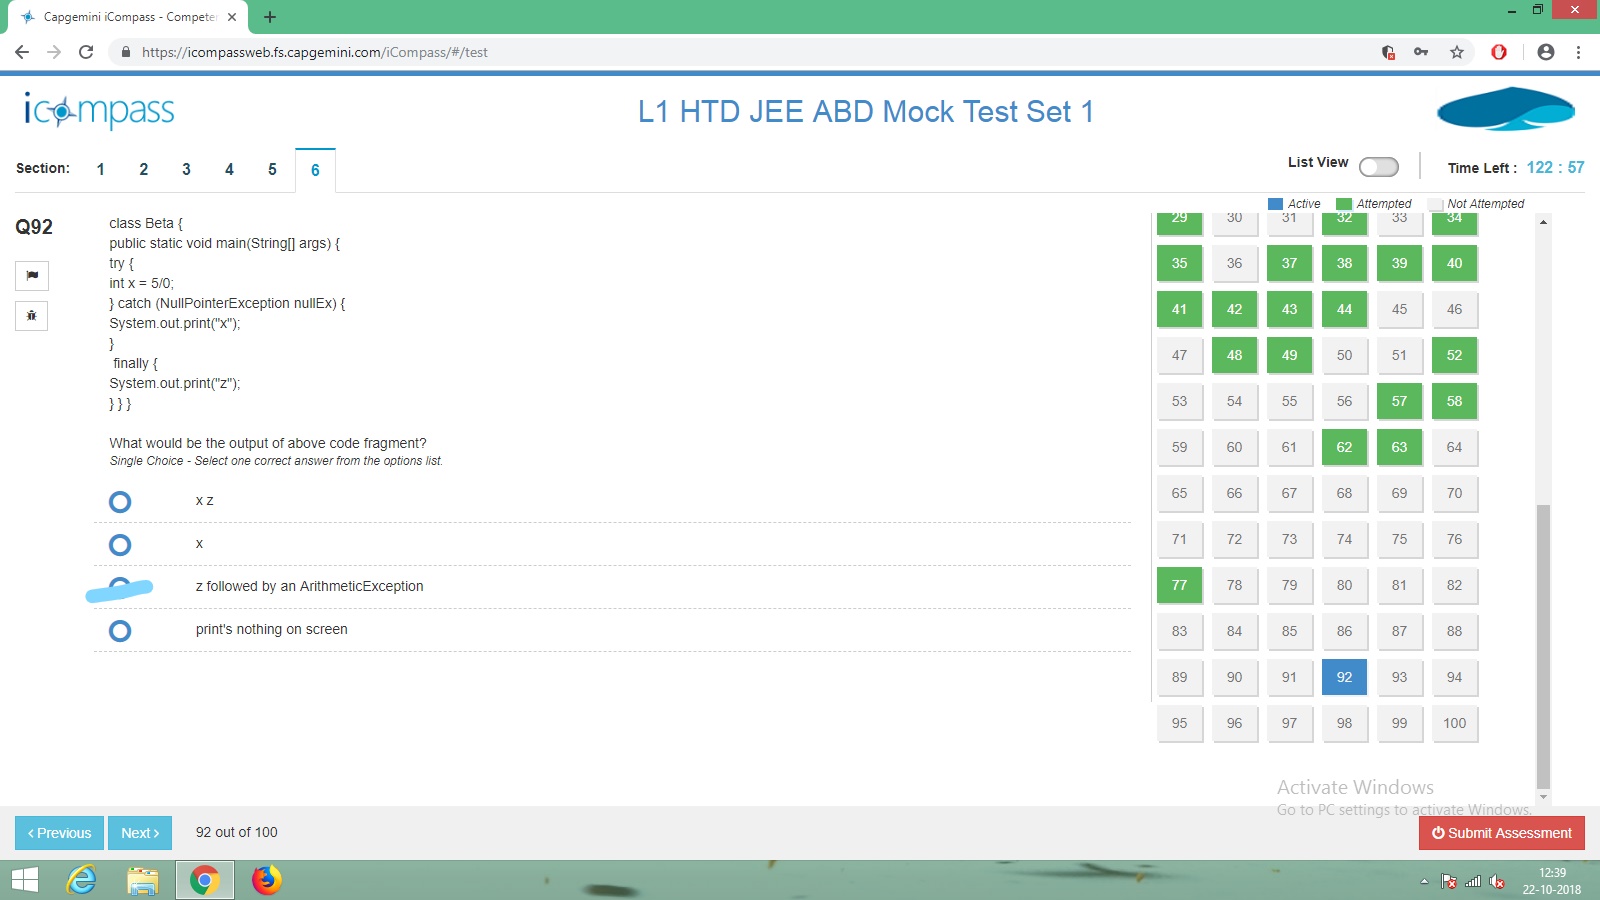 Capgemini iCompass - Competen
https://icompassweb.fs.capgemini.com/iCompass/#/test
icompass
L1 HTD JEE ABD Mock Test Set 1
Section: 1 2 3 4 5 6
List View
Time Left : 122 : 57
Active Attempted Not Attempted
Q92
class Beta {
public static void main(String[] args) {
try {
int x = 5/0;
} catch (NullPointerException nullEx) {
System.out.print("x");
}
finally {
System.out.print("z");
} } }
What would be the output of above code fragment?
Single Choice - Select one correct answer from the options list.
x z
x
z followed by an ArithmeticException
print's nothing on screen
29 30 31 32 33 34
35 36 37 38 39 40
41 42 43 44 45 46
47 48 49 50 51 52
53 54 55 56 57 58
59 60 61 62 63 64
65 66 67 68 69 70
71 72 73 74 75 76
77 78 79 80 81 82
83 84 85 86 87 88
89 90 91 92 93 94
95 96 97 98 99 100
Activate Windows
Go to PC settings to activate Windows.
Previous Next 92 out of 100
Submit Assessment
12:39
22-10-2018